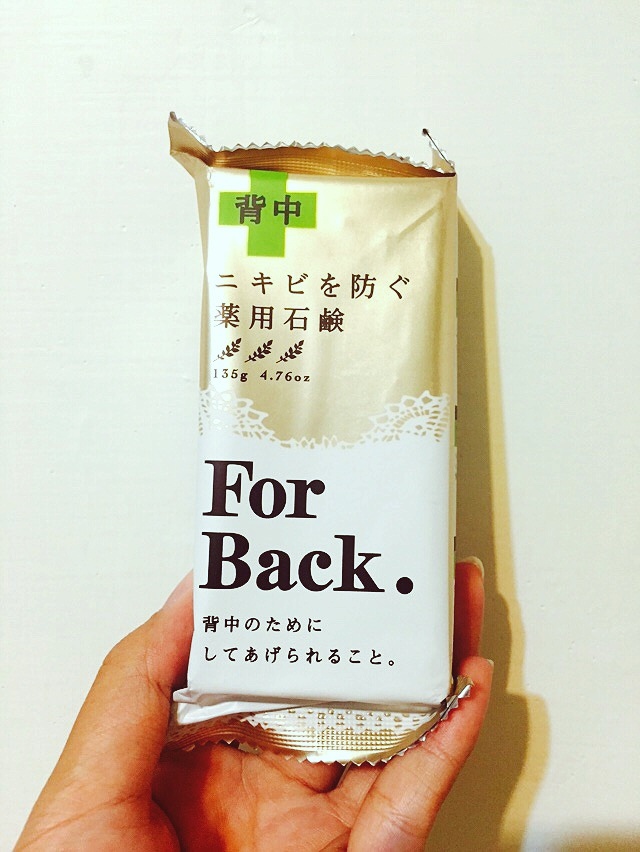 背中
ニキビを防ぐ
薬用石鹸
135g 4.76oz
For
Back.
背中のために
してあげられること。